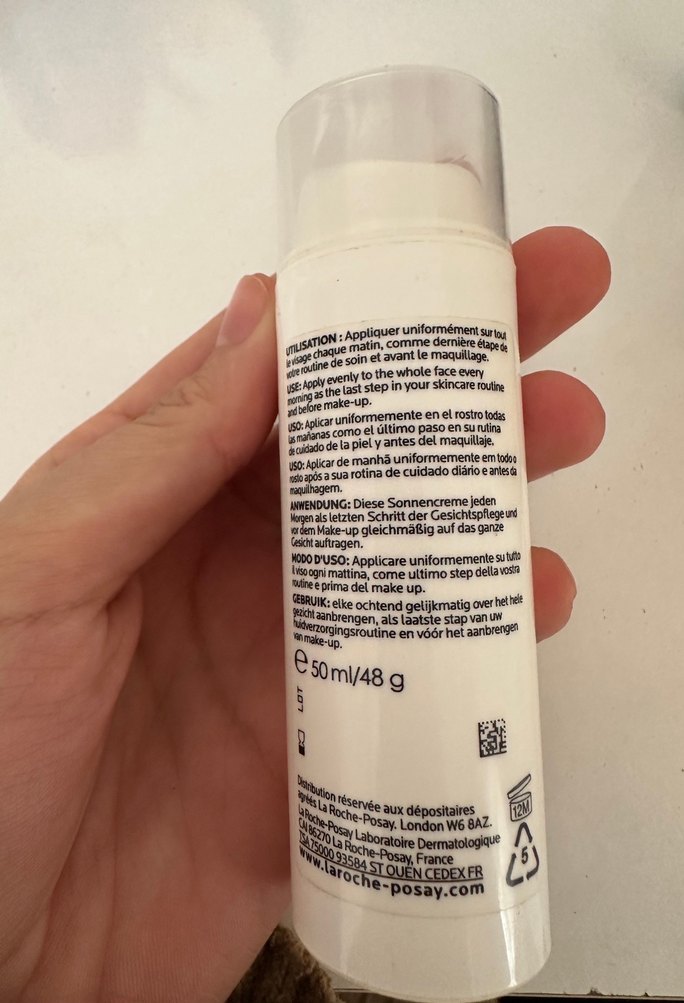 UTILISATION : Appliquer uniformément sur tout
le visage chaque matin, comme dernière étape de
votre routine de soin et avant le maquillage.
USE: Apply evenly to the whole face every
morning as the last step in your skincare routine
and before make-up.
USO: Aplicar uniformemente en el rostro todas
las mañanas como el último paso en su rutina
de cuidado de la piel y antes del maquillaje.
USO: Aplicar de manhã uniformemente em todo o
rosto após a sua rotina de cuidado diário e antes da
maquilhagem.
ANWENDUNG: Diese Sonnencreme jeden
Morgen als letzten Schritt der Gesichtspflege und
vor dem Make-up gleichmäßig auf das ganze
Gesicht auftragen.
MODO D'USO: Applicare uniformemente su tutto
il viso ogni mattina, come ultimo step della vostra
routine e prima del make up.
GEBRUIK: elke ochtend gelijkmatig over het hele
gezicht aanbrengen, als laatste stap van uw
huidverzorgingsroutine en vóór het aanbrengen
van make-up.
e 50 ml/48 g
LOT
Distribution réservée aux dépositaires
agréés La Roche-Posay. London W6 8AZ.
La Roche-Posay Laboratoire Dermatologique
CAI 86270 La Roche-Posay, France
TSA 75000 93584 ST OUEN CEDEX FR
www.laroche-posay.com
12M
5